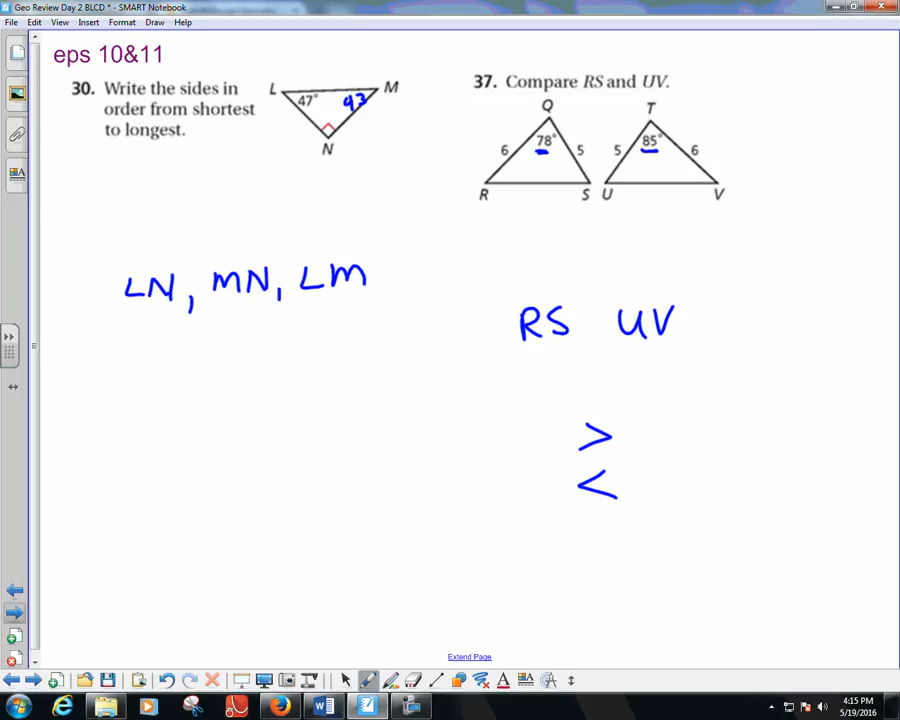 Geo Review Day 2 BLCD * - SMART Notebook
File Edit View Insert Format Draw Help
eps 10&11
30. Write the sides in
order from shortest
to longest.
L M
47° 43
N
37. Compare RS and UV.
Q T
78° 85°
6 5 5 6
R S U V
LN, MN, LM
RS UV
>
<
Extend Page
4:15 PM
5/19/2016